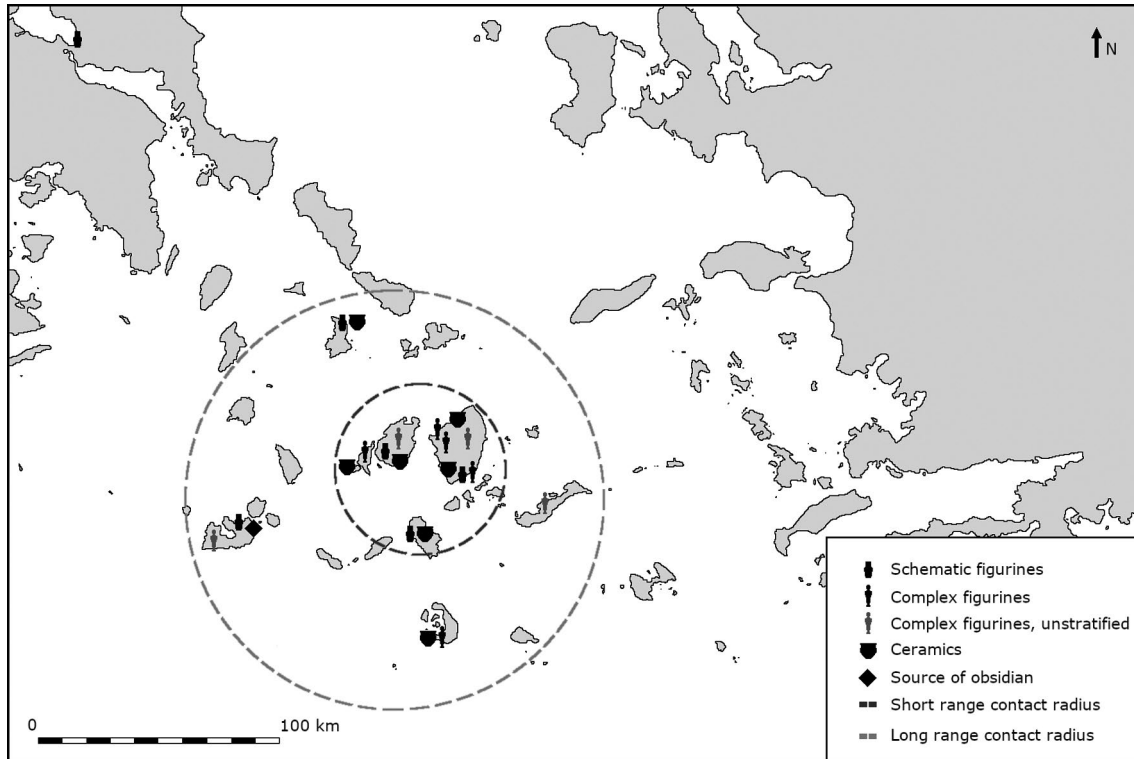 N
Schematic figurines
Complex figurines
Complex figurines, unstratified
Ceramics
Source of obsidian
Short range contact radius
Long range contact radius
0 100 km